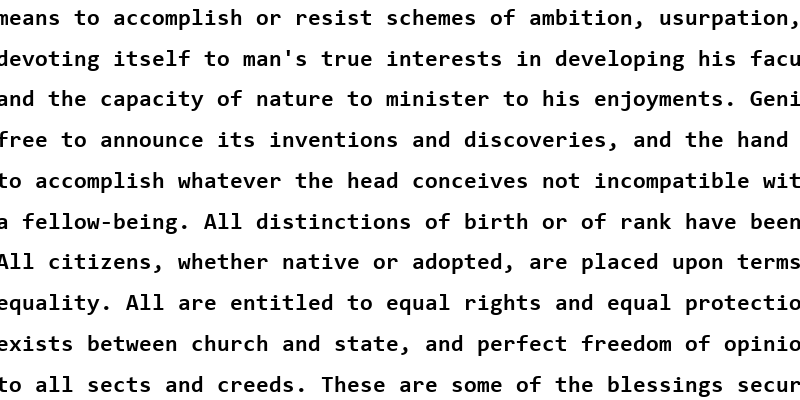 means to accomplish or resist schemes of ambition, usurpation,
devoting itself to man's true interests in developing his facu
and the capacity of nature to minister to his enjoyments. Geni
free to announce its inventions and discoveries, and the hand
to accomplish whatever the head conceives not incompatible wit
a fellow-being. All distinctions of birth or of rank have been
All citizens, whether native or adopted, are placed upon terms
equality. All are entitled to equal rights and equal protectio
exists between church and state, and perfect freedom of opinio
to all sects and creeds. These are some of the blessings secur